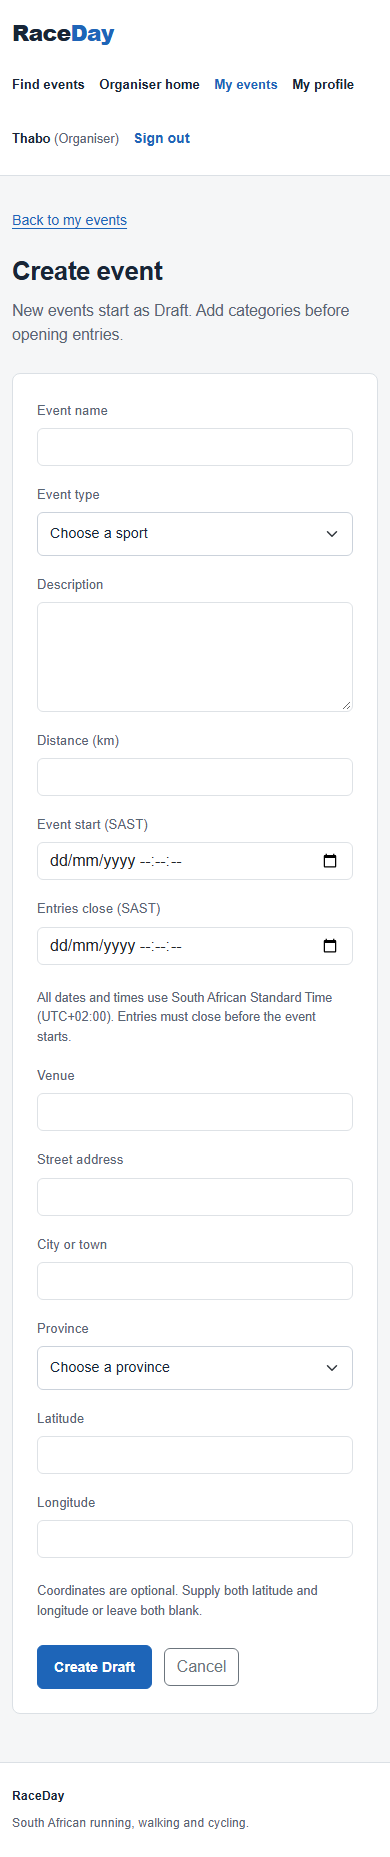 RaceDay
Find events Organiser home My events My profile
Thabo (Organiser) Sign out
Back to my events
Create event
New events start as Draft. Add categories before
opening entries.
Event name
Event type
Choose a sport
Description
Distance (km)
Event start (SAST)
dd/mm/yyyy --:--:--
Entries close (SAST)
dd/mm/yyyy --:--:--
All dates and times use South African Standard Time
(UTC+02:00). Entries must close before the event
starts.
Venue
Street address
City or town
Province
Choose a province
Latitude
Longitude
Coordinates are optional. Supply both latitude and
longitude or leave both blank.
Create Draft Cancel
RaceDay
South African running, walking and cycling.